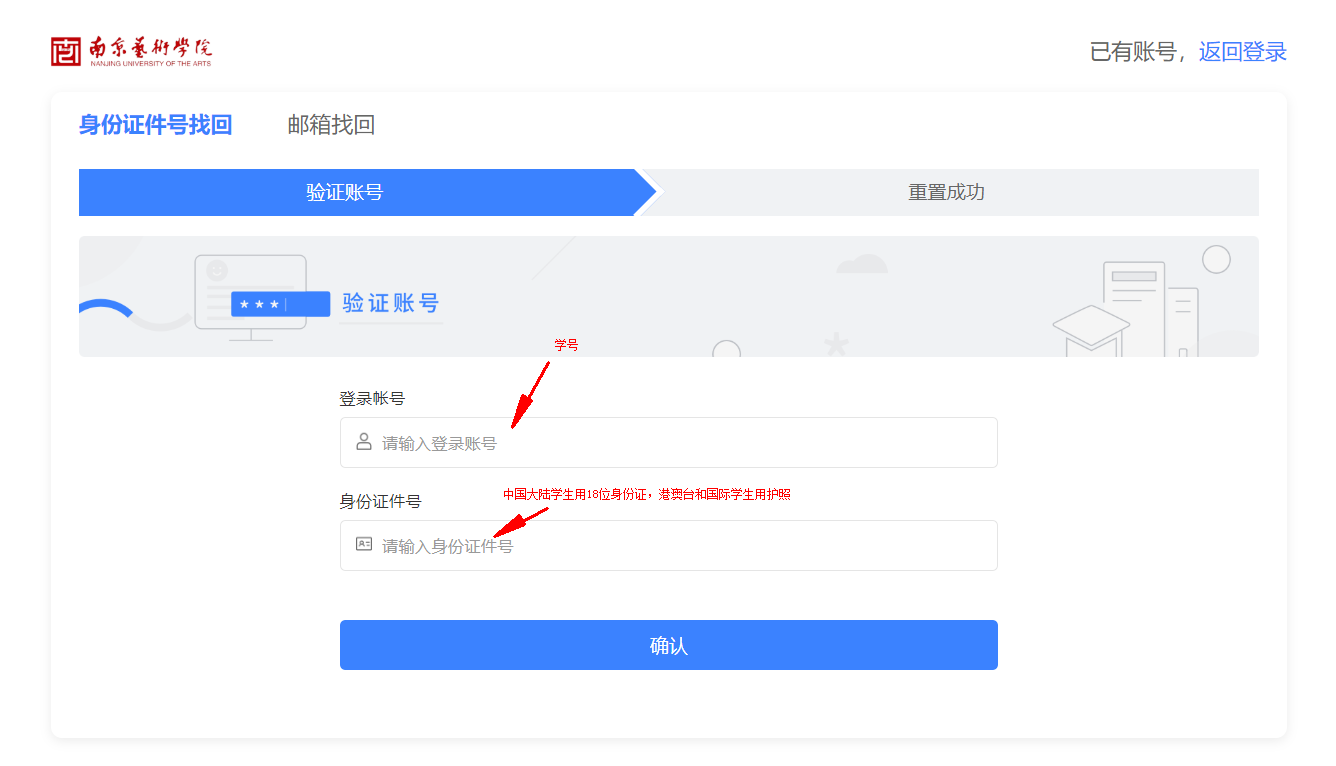 南京藝術學院
NANJING UNIVERSITY OF THE ARTS
已有账号，返回登录
身份证件号找回 邮箱找回
验证账号 重置成功
***| 验证账号
学号
登录帐号
请输入登录账号
中国大陆学生用18位身份证，港澳台和国际学生用护照
身份证件号
请输入身份证件号
确认